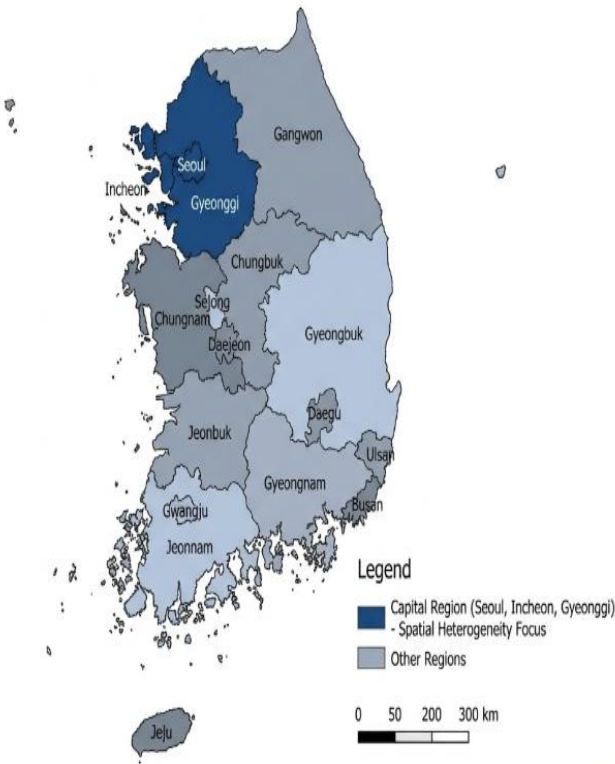 Gangwon
Seoul
Incheon
Gyeonggi
Chungbuk
Sejong
Chungnam
Daejeon
Gyeongbuk
Daegu
Jeonbuk
Ulsan
Gyeongnam
Busan
Gwangju
Jeonnam
Legend
Capital Region (Seoul, Incheon, Gyeonggi)
- Spatial Heterogeneity Focus
Other Regions
0 50 200 300 km
Jeju